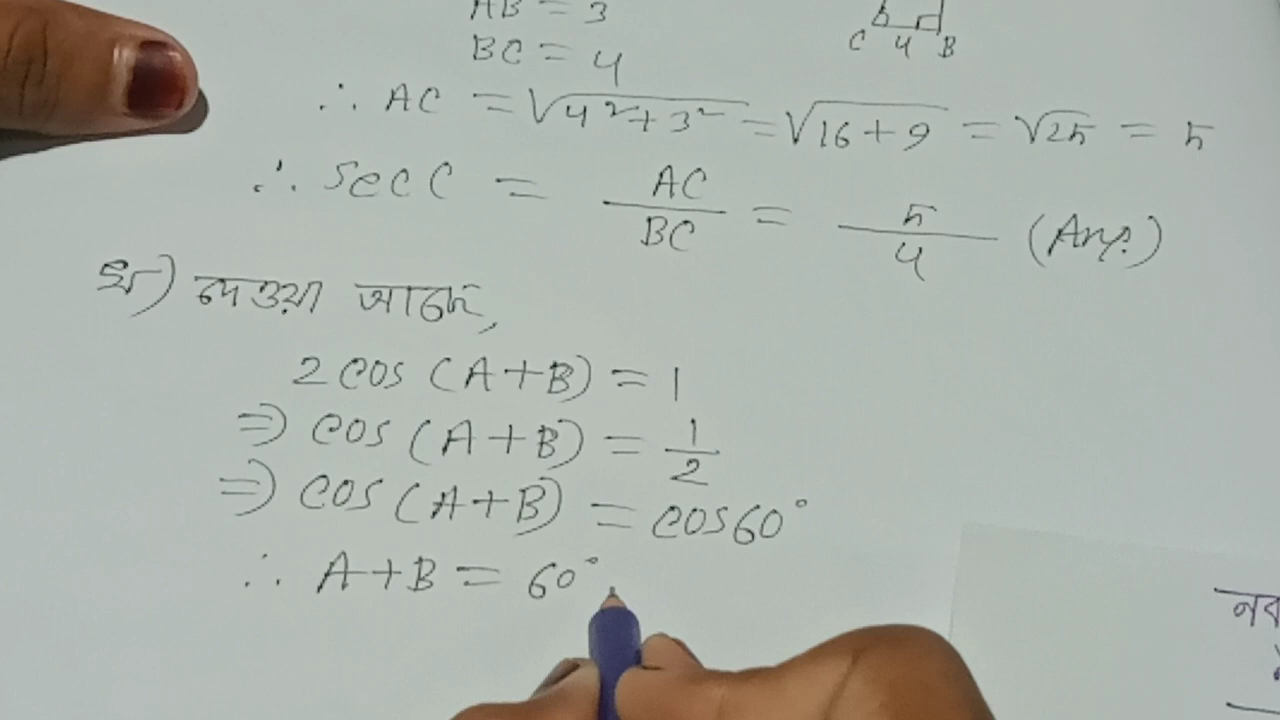 AB = 3
BC = 4
C 4 B
∴ AC = √4²+3² = √16+9 = √25 = 5
∴ sec C = AC/BC = 5/4 (Ans.)
খ) দেওয়া আছে,
2 cos (A+B) = 1
⇒ cos (A+B) = 1/2
⇒ cos (A+B) = cos 60°
∴ A+B = 60°